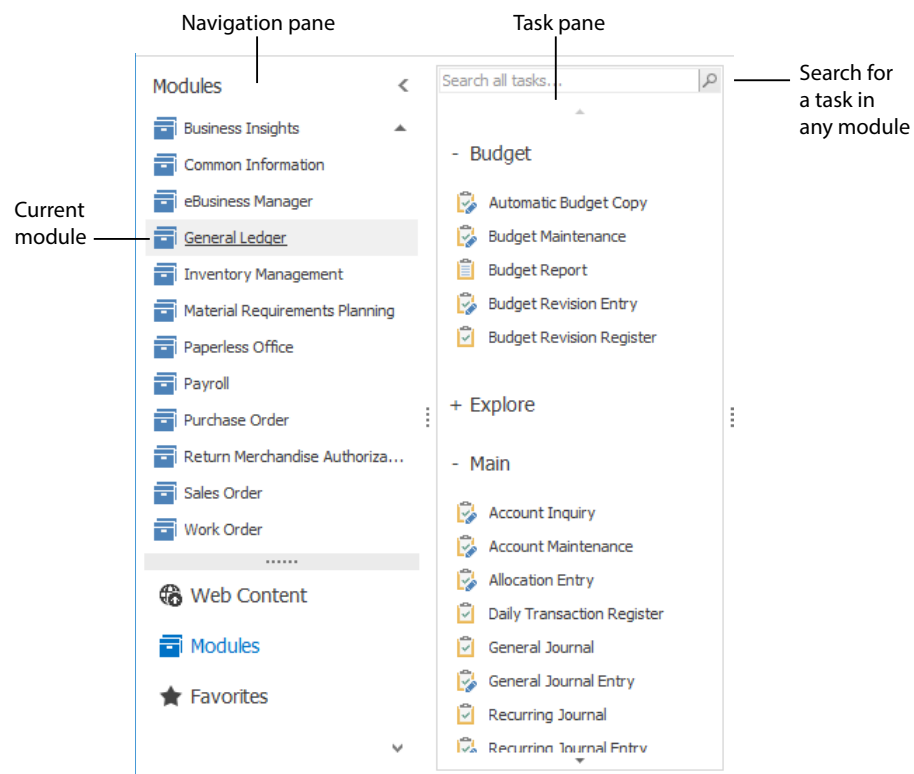 Navigation pane
Task pane
Search for
a task in
any module
Current
module
Modules
Business Insights
Common Information
eBusiness Manager
General Ledger
Inventory Management
Material Requirements Planning
Paperless Office
Payroll
Purchase Order
Return Merchandise Authoriza...
Sales Order
Work Order
Web Content
Modules
Favorites
Search all tasks...
- Budget
Automatic Budget Copy
Budget Maintenance
Budget Report
Budget Revision Entry
Budget Revision Register
+ Explore
- Main
Account Inquiry
Account Maintenance
Allocation Entry
Daily Transaction Register
General Journal
General Journal Entry
Recurring Journal
Recurring Journal Entry